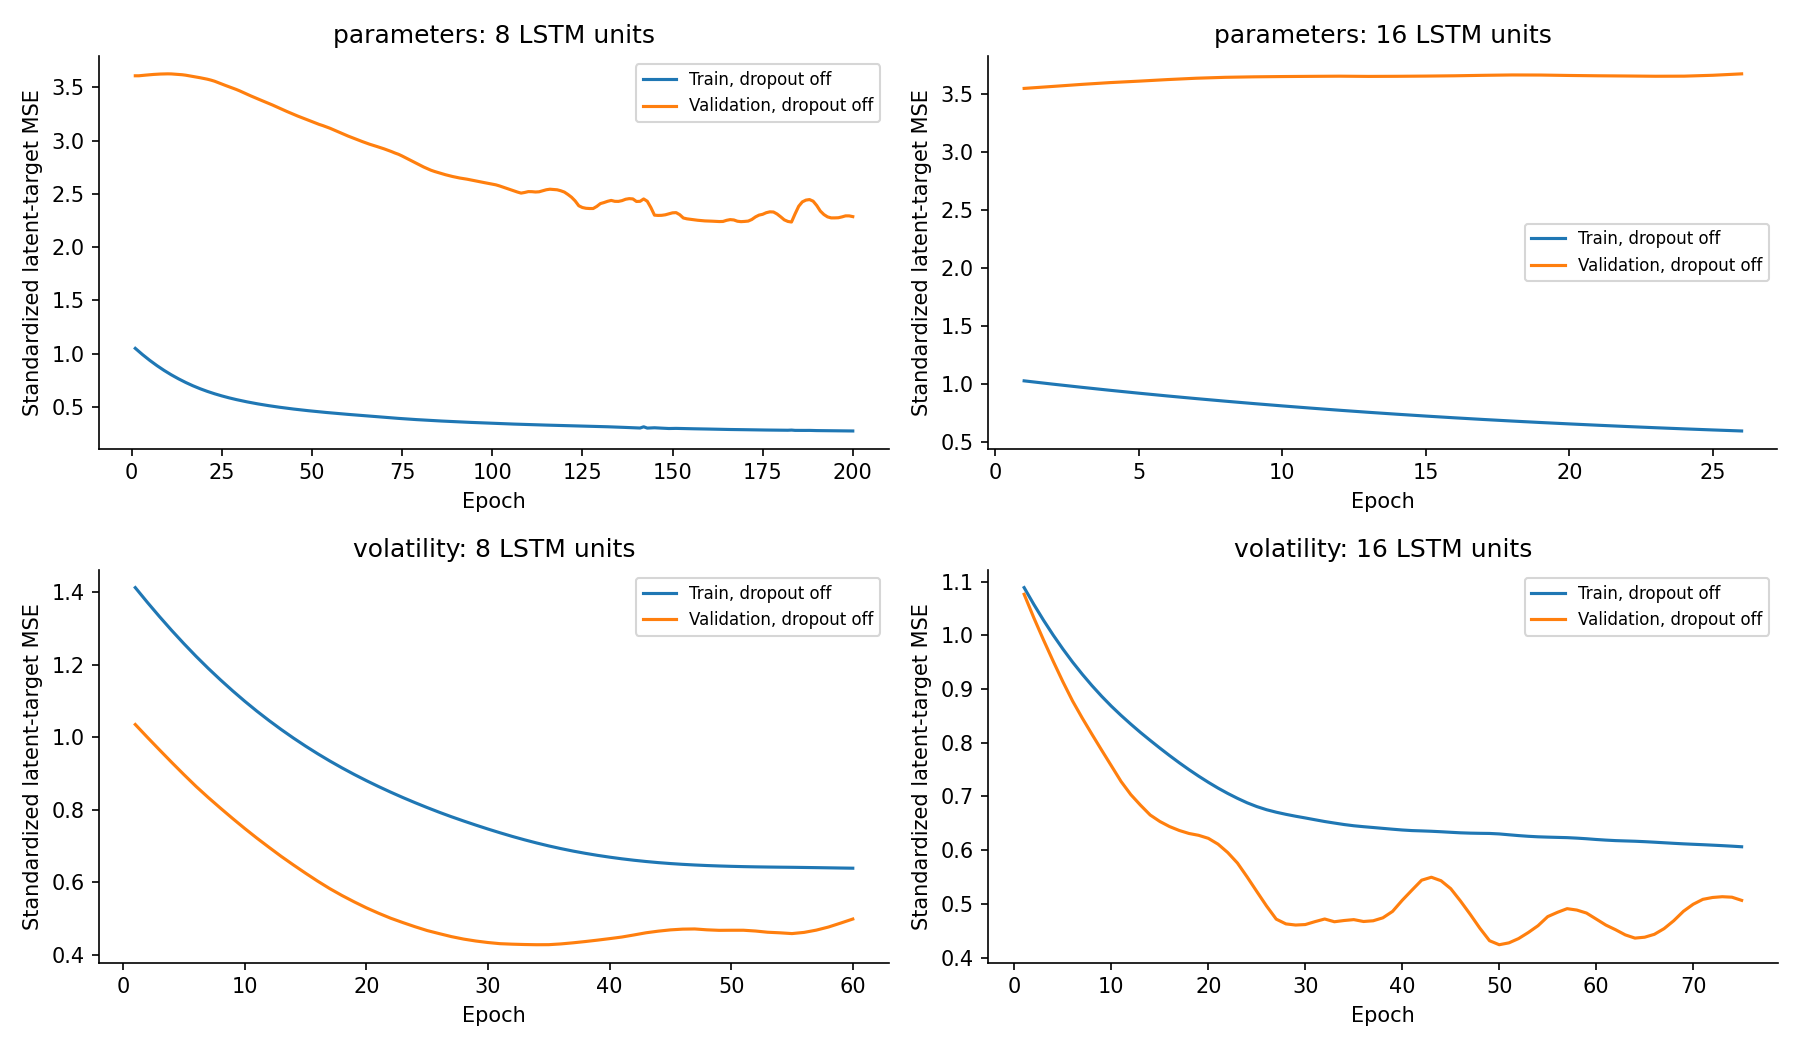 parameters: 8 LSTM units
Standardized latent-target MSE
3.5
3.0
2.5
2.0
1.5
1.0
0.5
Train, dropout off
Validation, dropout off
0 25 50 75 100 125 150 175 200
Epoch
parameters: 16 LSTM units
Standardized latent-target MSE
3.5
3.0
2.5
2.0
1.5
1.0
0.5
Train, dropout off
Validation, dropout off
0 5 10 15 20 25
Epoch
volatility: 8 LSTM units
Standardized latent-target MSE
1.4
1.2
1.0
0.8
0.6
0.4
Train, dropout off
Validation, dropout off
0 10 20 30 40 50 60
Epoch
volatility: 16 LSTM units
Standardized latent-target MSE
1.1
1.0
0.9
0.8
0.7
0.6
0.5
0.4
Train, dropout off
Validation, dropout off
0 10 20 30 40 50 60 70
Epoch